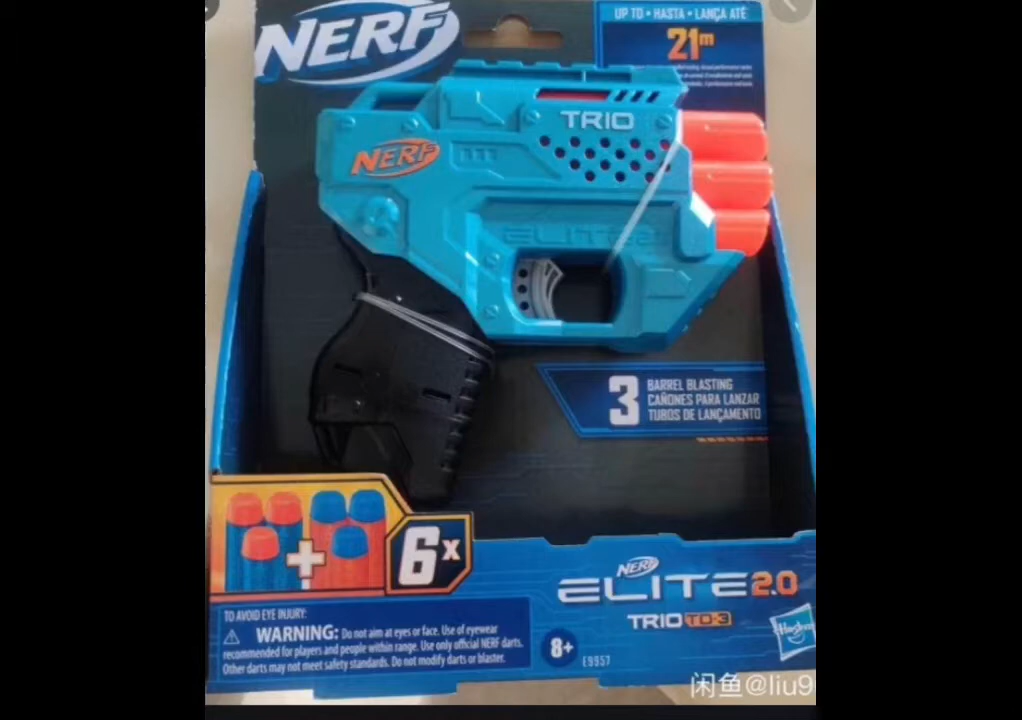 NERF
UP TO • HASTA • LANÇA ATÉ
21m
TRIO
NERF
ELITE 2.0
3
BARREL BLASTING
CAÑONES PARA LANZAR
TUBOS DE LANÇAMENTO
+
6x
NERF
ELITE 2.0
TRIO TD-3
Hasbro
TO AVOID EYE INJURY:
WARNING: Do not aim at eyes or face. Use of eyewear
recommended for players and people within range. Use only official NERF darts.
Other darts may not meet safety standards. Do not modify darts or blaster.
8+
E9957
闲鱼@liu9